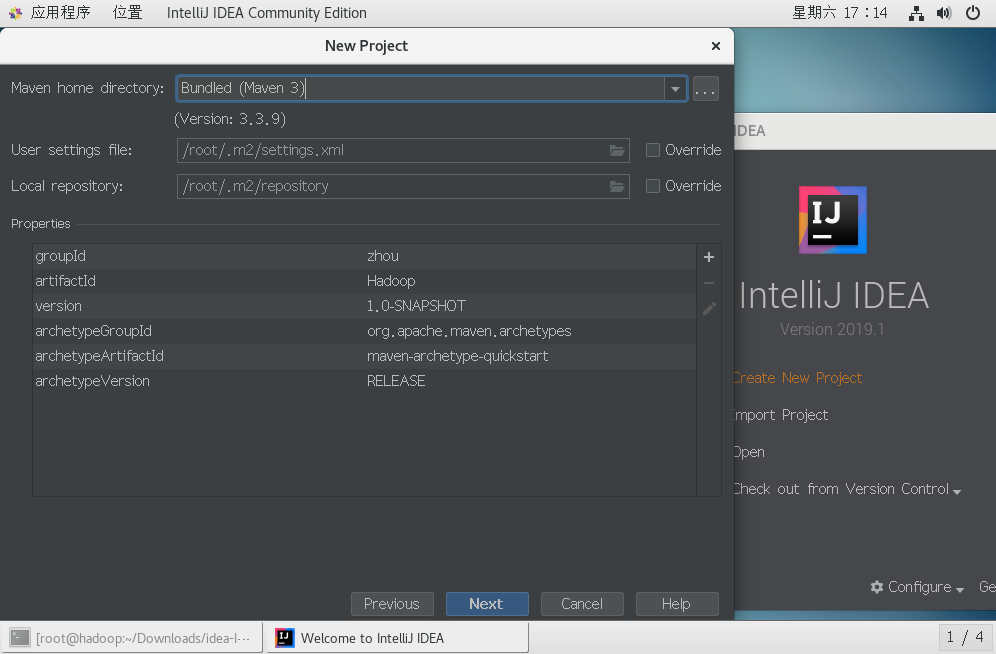 应用程序 位置 IntelliJ IDEA Community Edition 星期六 17：14
New Project
Maven home directory: Bundled (Maven 3) ...
(Version: 3.3.9)
User settings file: /root/.m2/settings.xml Override
Local repository: /root/.m2/repository Override
Properties
groupId zhou
artifactId Hadoop
version 1.0-SNAPSHOT
archetypeGroupId org.apache.maven.archetypes
archetypeArtifactId maven-archetype-quickstart
archetypeVersion RELEASE
Previous Next Cancel Help
IDEA
IJ
IntelliJ IDEA
Version 2019.1
Create New Project
Import Project
Open
Check out from Version Control
Configure Ge
[root@hadoop:~/Downloads/idea-I··· Welcome to IntelliJ IDEA 1 / 4